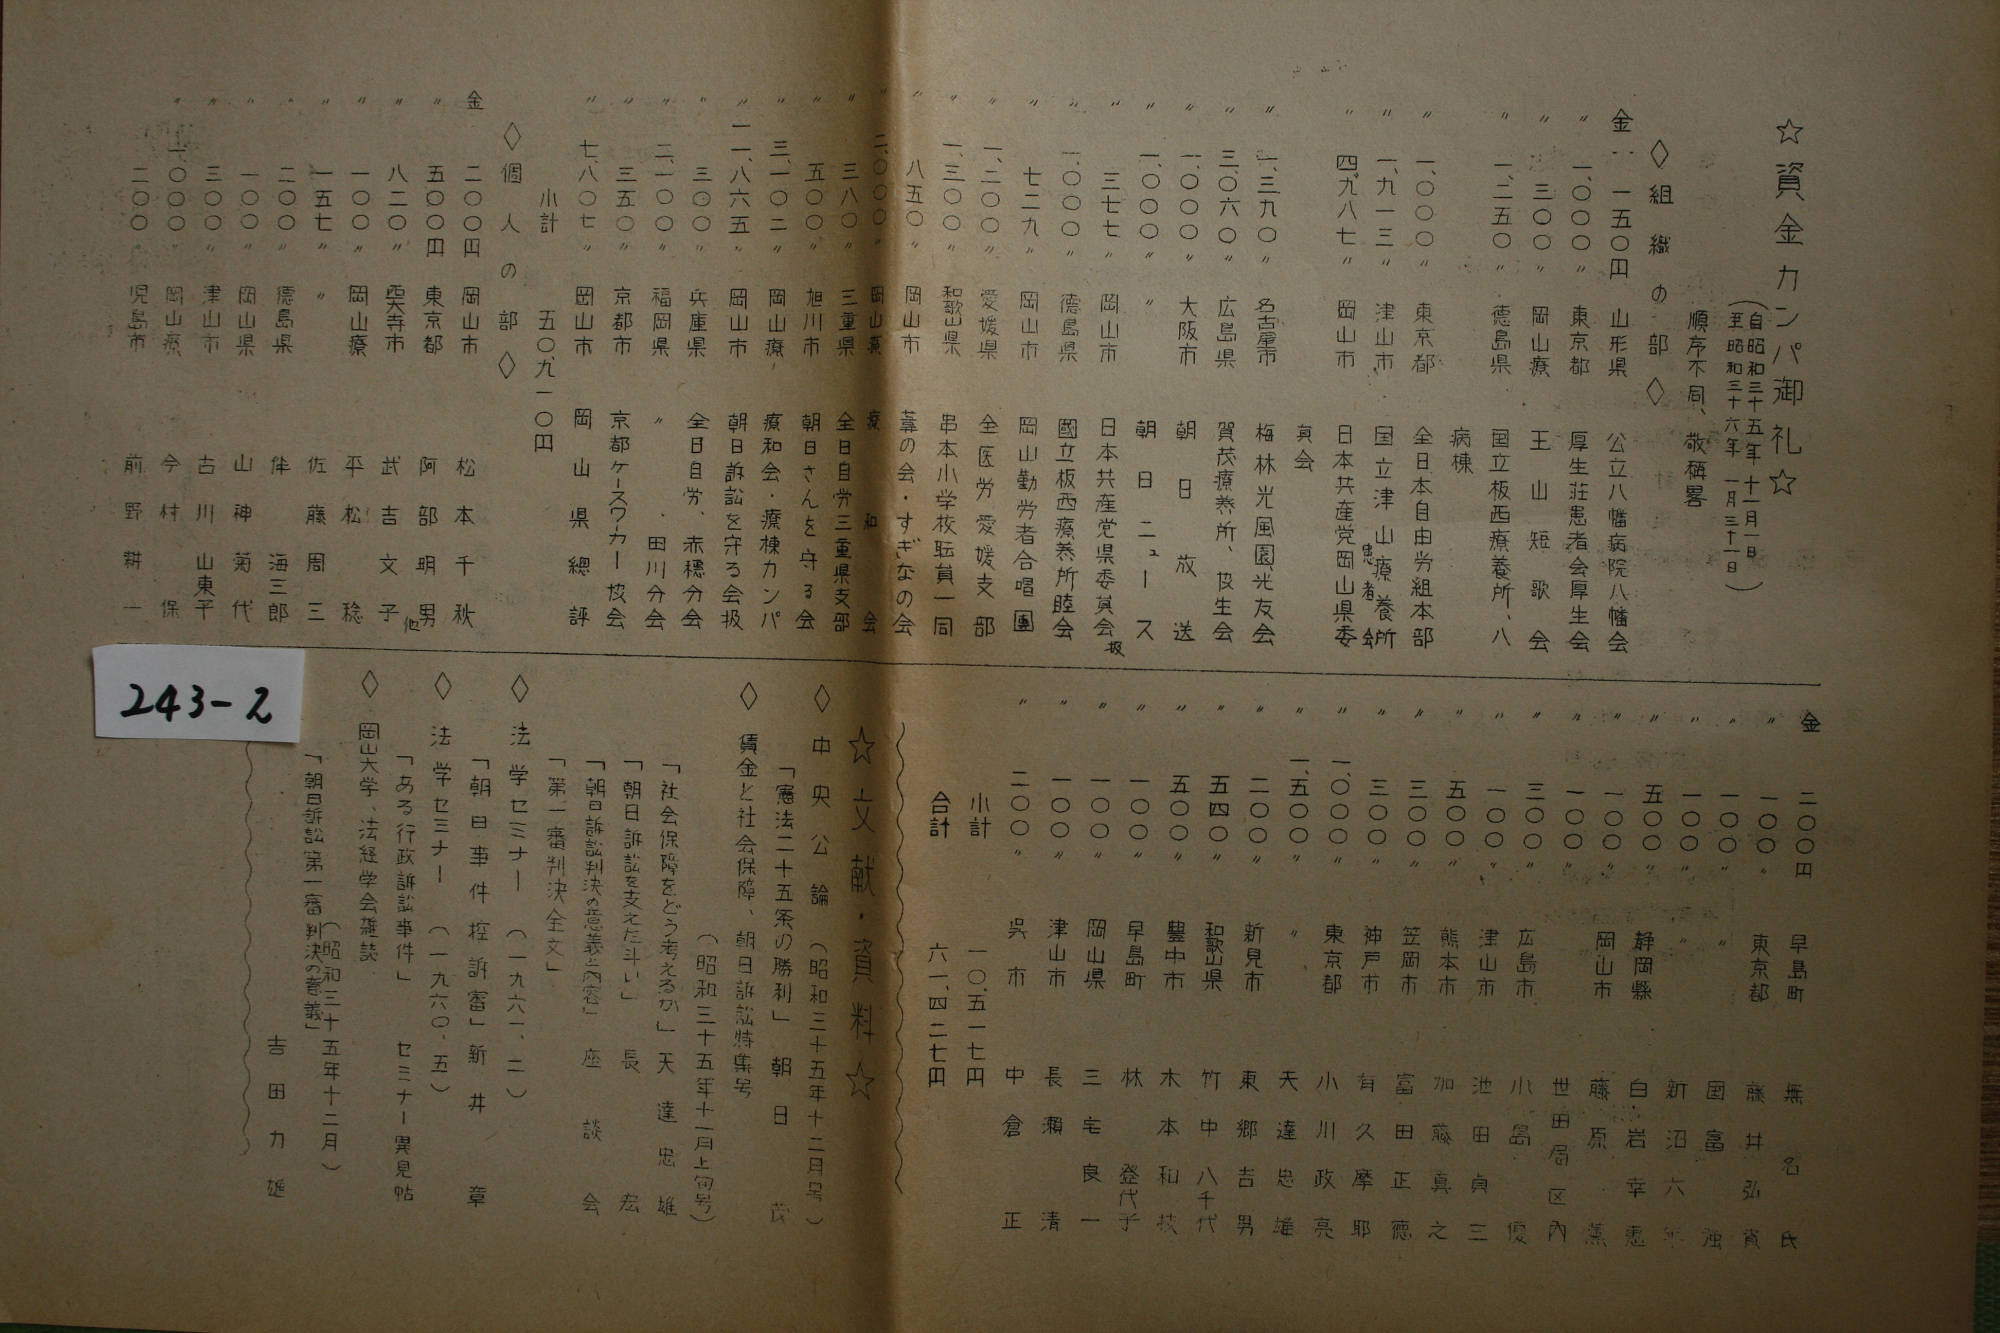 ☆資金カンパ御礼☆
（自昭和三十五年十一月一日
至昭和三十六年一月三十一日）
順序不同、敬称畧
◇組織の部◇
金 一五〇円 山形県 公立八幡病院八幡会
〃 一、〇〇〇〃 東京都 厚生荘患者会厚生会
〃 三〇〇〃 岡山療 王山短歌会
〃 一、二五〇〃 徳島県 国立板西療養所、八
病棟
〃 一、〇〇〇〃 東京都 全日本自由労組本部
〃 一、九一三〃 津山市 国立津山療養所患者会
〃 四、九八七〃 岡山市 日本共産党岡山県委
員会
〃 一、三九〇〃 名古屋市 梅林光風園、光友会
〃 三、〇六〇〃 広島県 賀茂療養所、仅生会
〃 一、〇〇〇〃 大阪市 朝日放送
〃 一、〇〇〇〃 〃 朝日ニュース
〃 三七七〃 岡山市 日本共産党県委員会扱
〃 一、〇〇〇〃 徳島県 國立板西療養所睦会
〃 七二九〃 岡山市 岡山勤労者合唱團
〃 一、二〇〇〃 愛媛県 全医労愛媛支部
〃 一、三〇〇〃 和歌山県 串本小学校転員一同
〃 八五〇〃 岡山市 葦の会・すぎなの会
〃 二、〇〇〇〃 岡山療 療和会
〃 三八〇〃 三重県 全日自労三重県支部
〃 五〇〇〃 旭川市 朝日さんを守る会
〃 三、一〇二〃 岡山療 療和会・療棟カンパ
〃 一一、八六五〃 岡山市 朝日訴訟を守る会扱
〃 三〇〇〃 兵庫県 全日自労、赤穂分会
〃 二、一〇〇〃 福岡県 〃 田川分会
〃 三五〇〃 京都市 京都ケースワカー协会
〃 七、八〇七〃 岡山市 岡山県總評
小計 五〇、九一〇円
◇個人の部◇
金 二〇〇円 岡山市 松本千秋
〃 五〇〇円 東京都 阿部明男
〃 八二〇〃 西大寺市 武吉文子他
〃 一〇〇〃 岡山療 平松稔
〃 一五七〃 〃 佐藤周三
〃 二〇〇〃 徳島県 伴海三郎
〃 一〇〇〃 岡山県 山神菊代
〃 三〇〇〃 津山市 古川山東子
〃 一、〇〇〇〃 岡山療 今村保
二〇〇〃 児島市 前野耕一
金 二〇〇円 早島町 無名氏
〃 一〇〇〃 東京都 藤井弘資
〃 一〇〇〃 〃 国富
〃 一〇〇〃 〃 新沼六
〃 五〇〇〃 静岡縣 白岩幸恵
〃 一〇〇〃 岡山市 藤原薫
〃 一〇〇〃 世田局区内
〃 三〇〇〃 広島市 小島優
〃 一〇〇〃 津山市 池田貞三
〃 五〇〇〃 熊本市 加藤真之
〃 三〇〇〃 笠岡市 富田正徳
〃 三〇〇〃 神戸市 有久摩耶
〃 一、〇〇〇〃 東京都 小川政亮
〃 一、五〇〇〃 〃 天達忠雄
〃 二〇〇〃 新見市 東郷吉男
〃 五四〇〃 和歌山県 竹中八千代
〃 五〇〇〃 豊中市 木本和枝
〃 一〇〇〃 早島町 林登代子
〃 一〇〇〃 岡山県 三宅良一
〃 一〇〇〃 津山市 長瀬清
〃 二〇〇〃 呉市 中倉正
小計 一〇、五一七円
合計 六一、四二七円
☆文献・資料☆
◇中央公論（昭和三十五年十二月号）
「憲法二十五条の勝利」 朝日茂
◇賃金と社会保障、朝日訴訟特集号
（昭和三十五年十一月上旬号）
「社会保障をどう考えるか」天達忠雄
「朝日訴訟を支えた斗い」長宏
「朝日訴訟判決の意義と内容」座談会
「第一審判決全文」
◇法学セミナー（一九六一、二）
「朝日事件控訴審」新井章
◇法学セミナー（一九六〇・五）
「ある行政訴訟事件」セミナー異見帖
◇岡山大学、法経学会雑誌
（昭和三十五年十二月）
「朝日訴訟第一審判決の意義」
吉田力雄
243-2